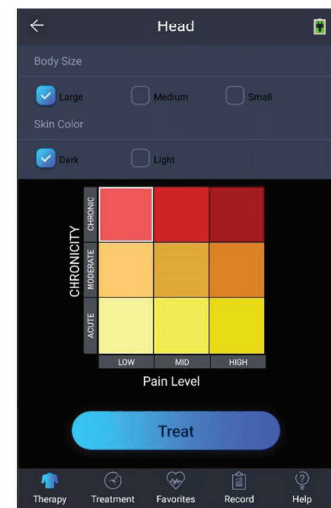 Head
Body Size
Large Medium Small
Skin Color
Dark Light
CHRONICITY
CHRONIC
MODERATE
ACUTE
LOW MID HIGH
Pain Level
Treat
Therapy Treatment Favorites Record Help